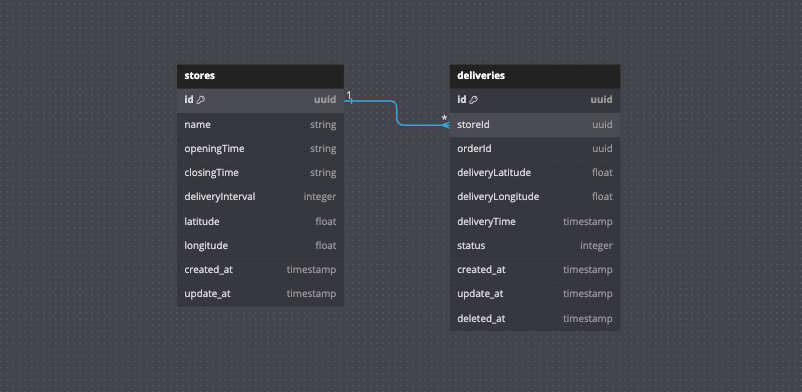 stores
id uuid
1
name string
openingTime string
closingTime string
deliveryInterval integer
latitude float
longitude float
created_at timestamp
update_at timestamp
deliveries
id uuid
*
storeId uuid
orderId uuid
deliveryLatitude float
deliveryLongitude float
deliveryTime timestamp
status integer
created_at timestamp
update_at timestamp
deleted_at timestamp